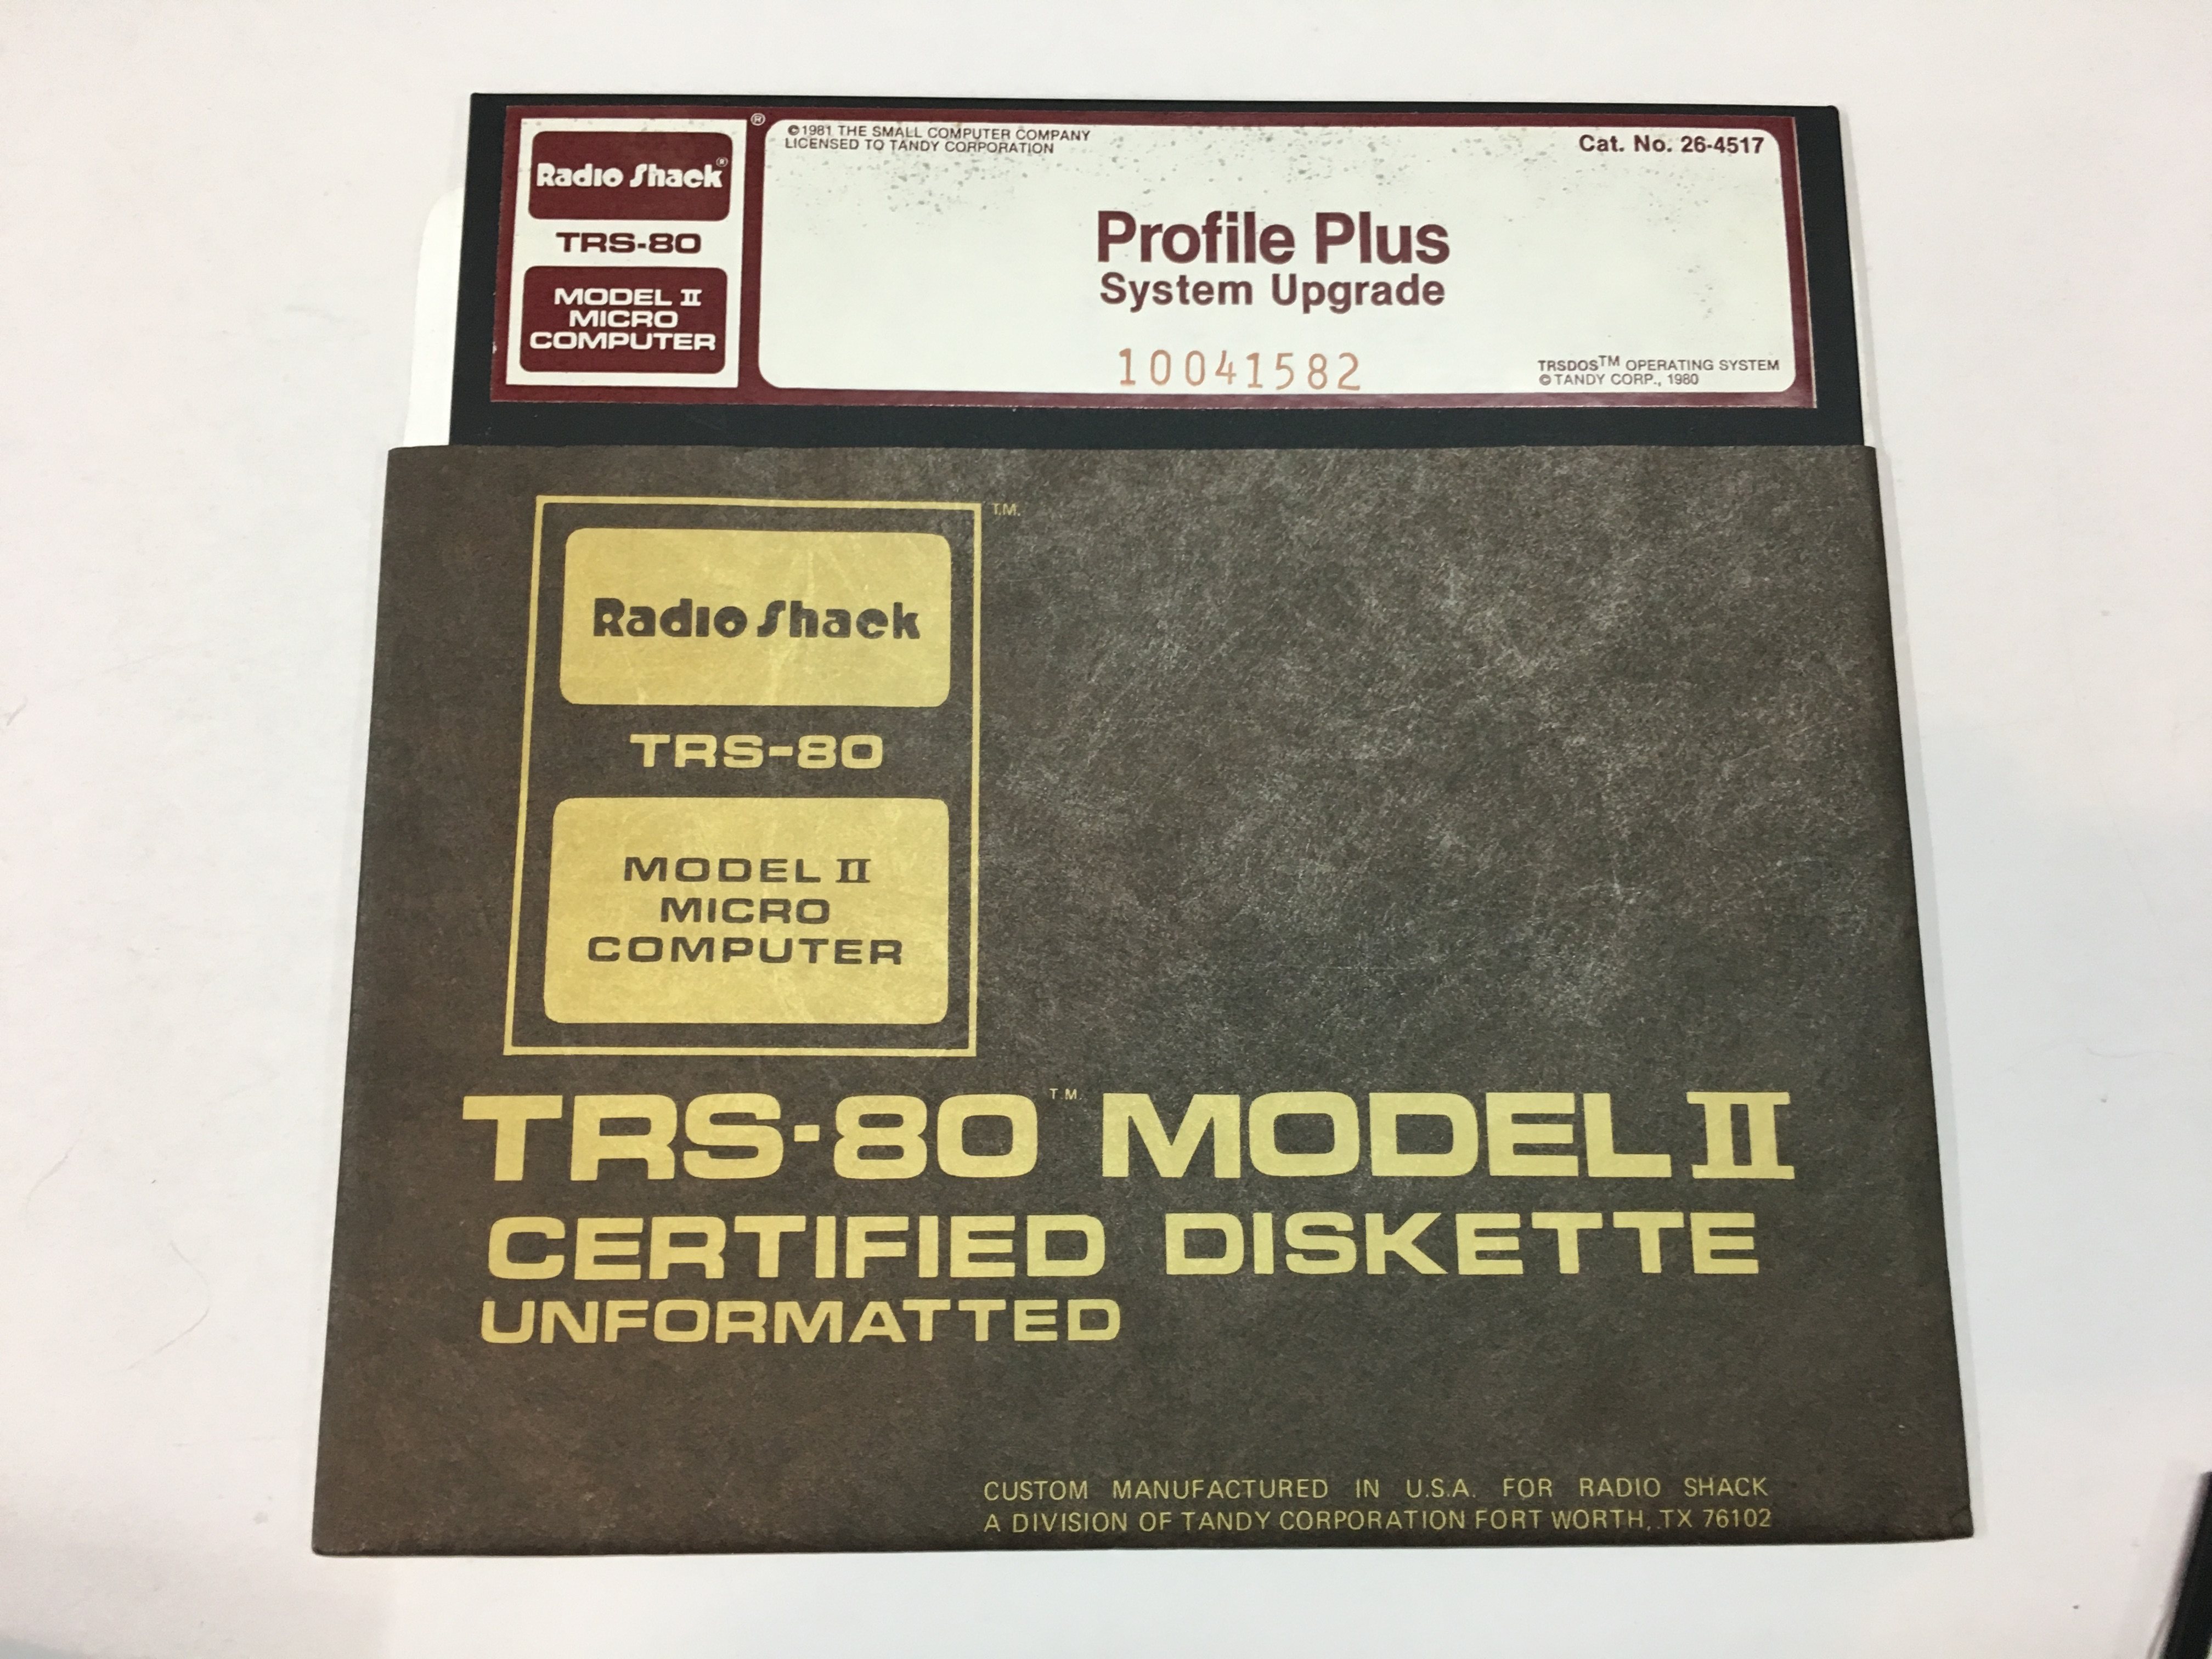 Radio Shack®
TRS-80
MODEL II
MICRO
COMPUTER
®
©1981 THE SMALL COMPUTER COMPANY
LICENSED TO TANDY CORPORATION
Cat. No. 26-4517
Profile Plus
System Upgrade
10041582
TRSDOS™ OPERATING SYSTEM
© TANDY CORP., 1980
T.M.
Radio Shack
TRS-80
MODEL II
MICRO
COMPUTER
TRS-80 T.M. MODEL II
CERTIFIED DISKETTE
UNFORMATTED
CUSTOM MANUFACTURED IN U.S.A. FOR RADIO SHACK
A DIVISION OF TANDY CORPORATION FORT WORTH, TX 76102